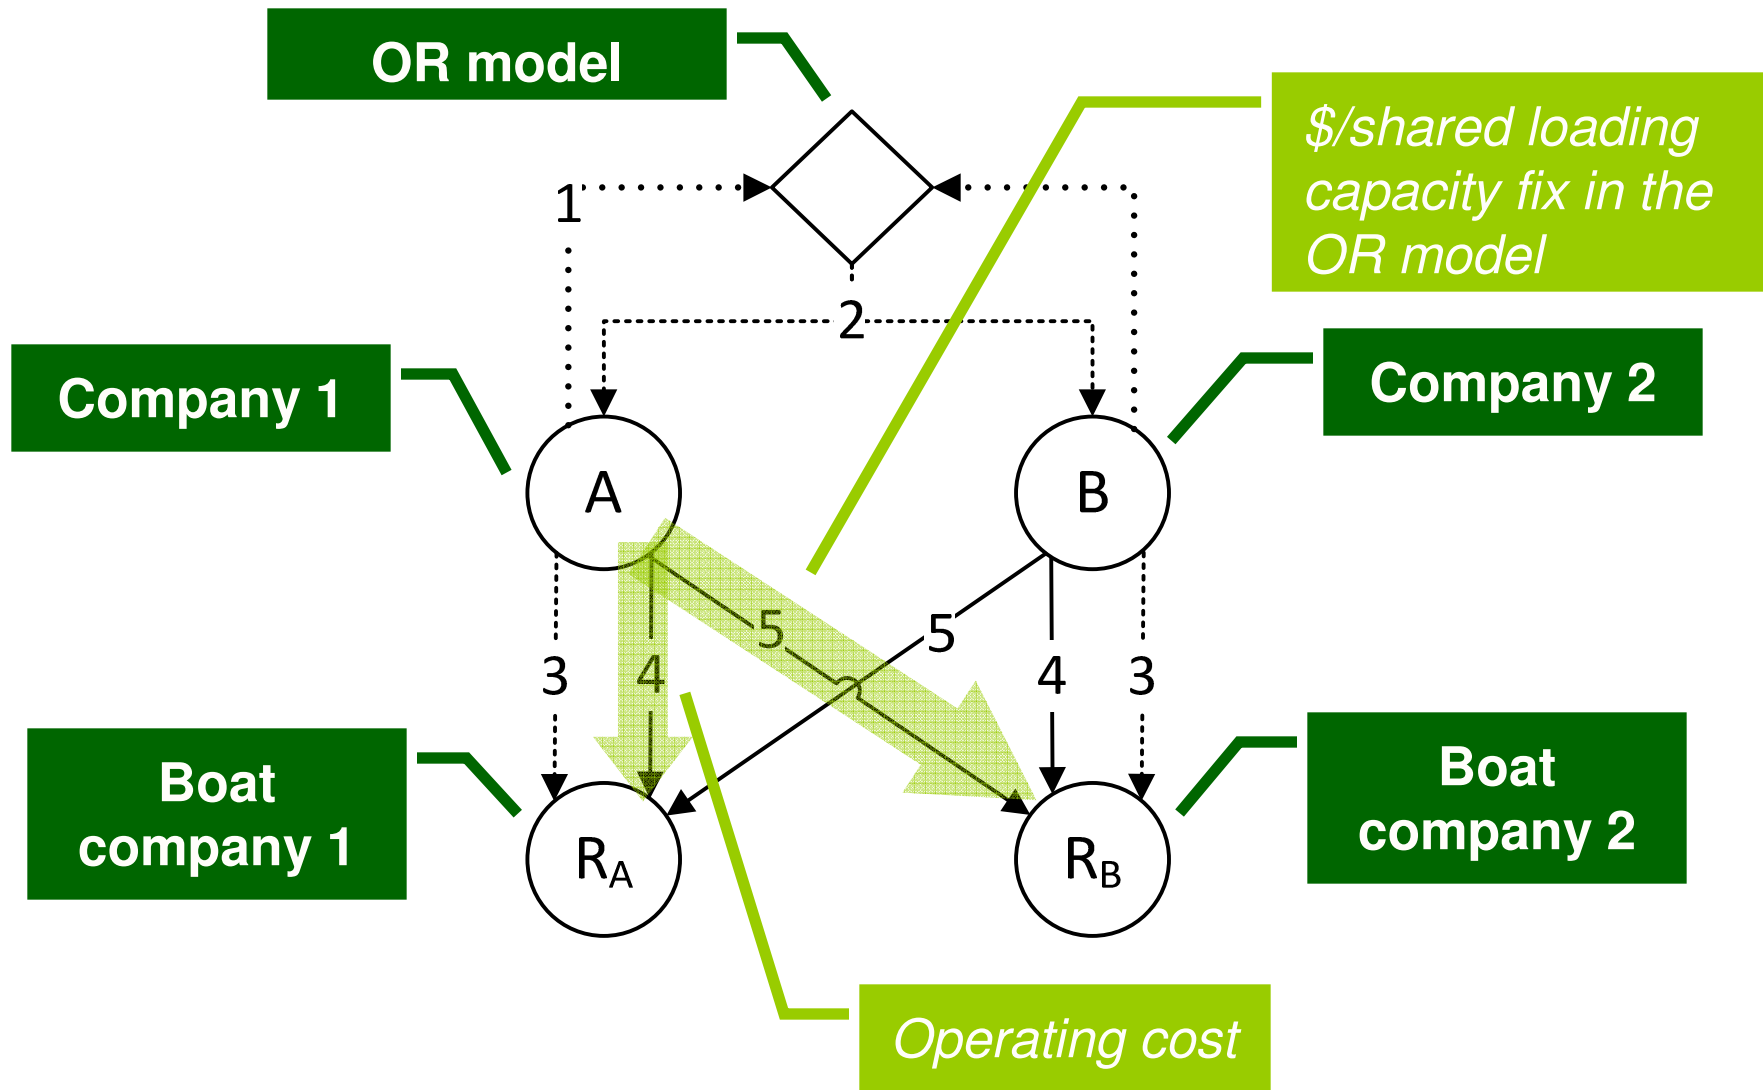 OR model
$/shared loading
capacity fix in the
OR model
1
2
Company 1
Company 2
A
B
5
5
3
4
4
3
Boat
company 1
Boat
company 2
RA
RB
Operating cost